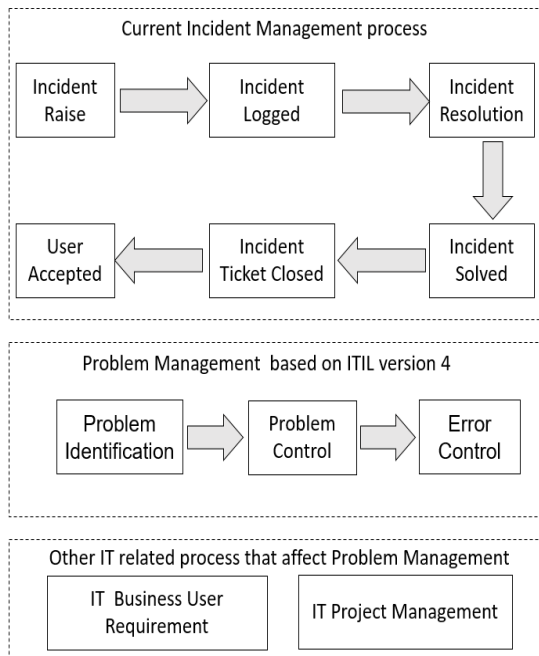 Current Incident Management process
Incident
Raise
Incident
Logged
Incident
Resolution
User
Accepted
Incident
Ticket Closed
Incident
Solved
Problem Management based on ITIL version 4
Problem
Identification
Problem
Control
Error
Control
Other IT related process that affect Problem Management
IT Business User
Requirement
IT Project Management